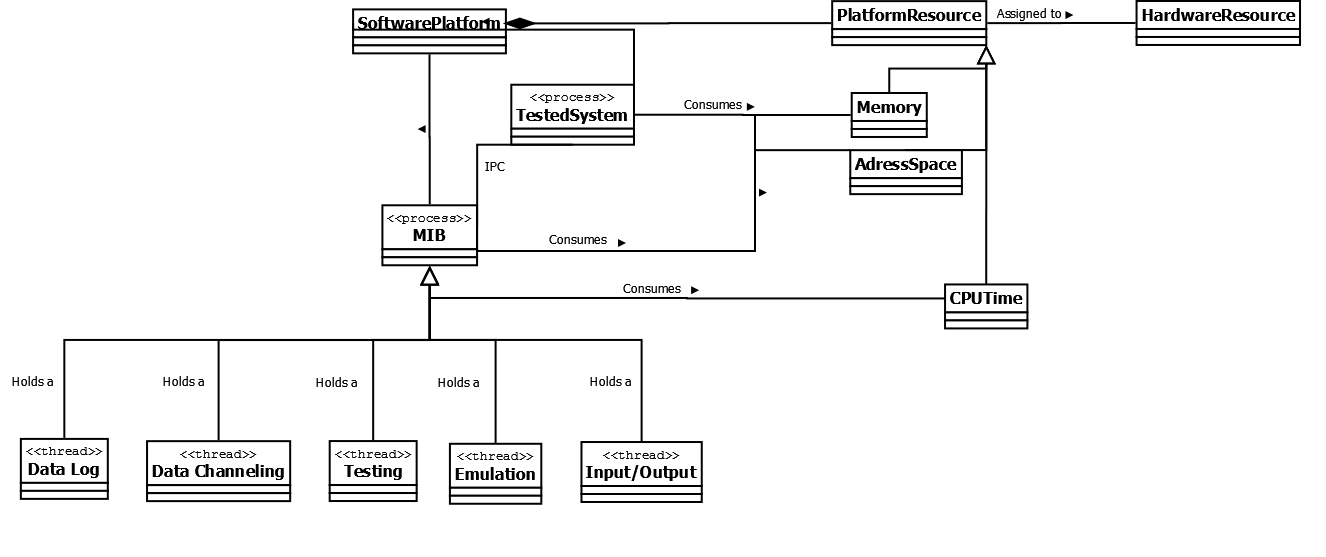 SoftwarePlatform
PlatformResource
Assigned to ►
HardwareResource
<<process>>
TestedSystem
Consumes ►
Memory
AdressSpace
IPC
◄
►
<<process>>
MIB
Consumes ►
Consumes ►
CPUTime
Holds a
Holds a
Holds a
Holds a
Holds a
<<thread>>
Data Log
<<thread>>
Data Channeling
<<thread>>
Testing
<<thread>>
Emulation
<<thread>>
Input/Output